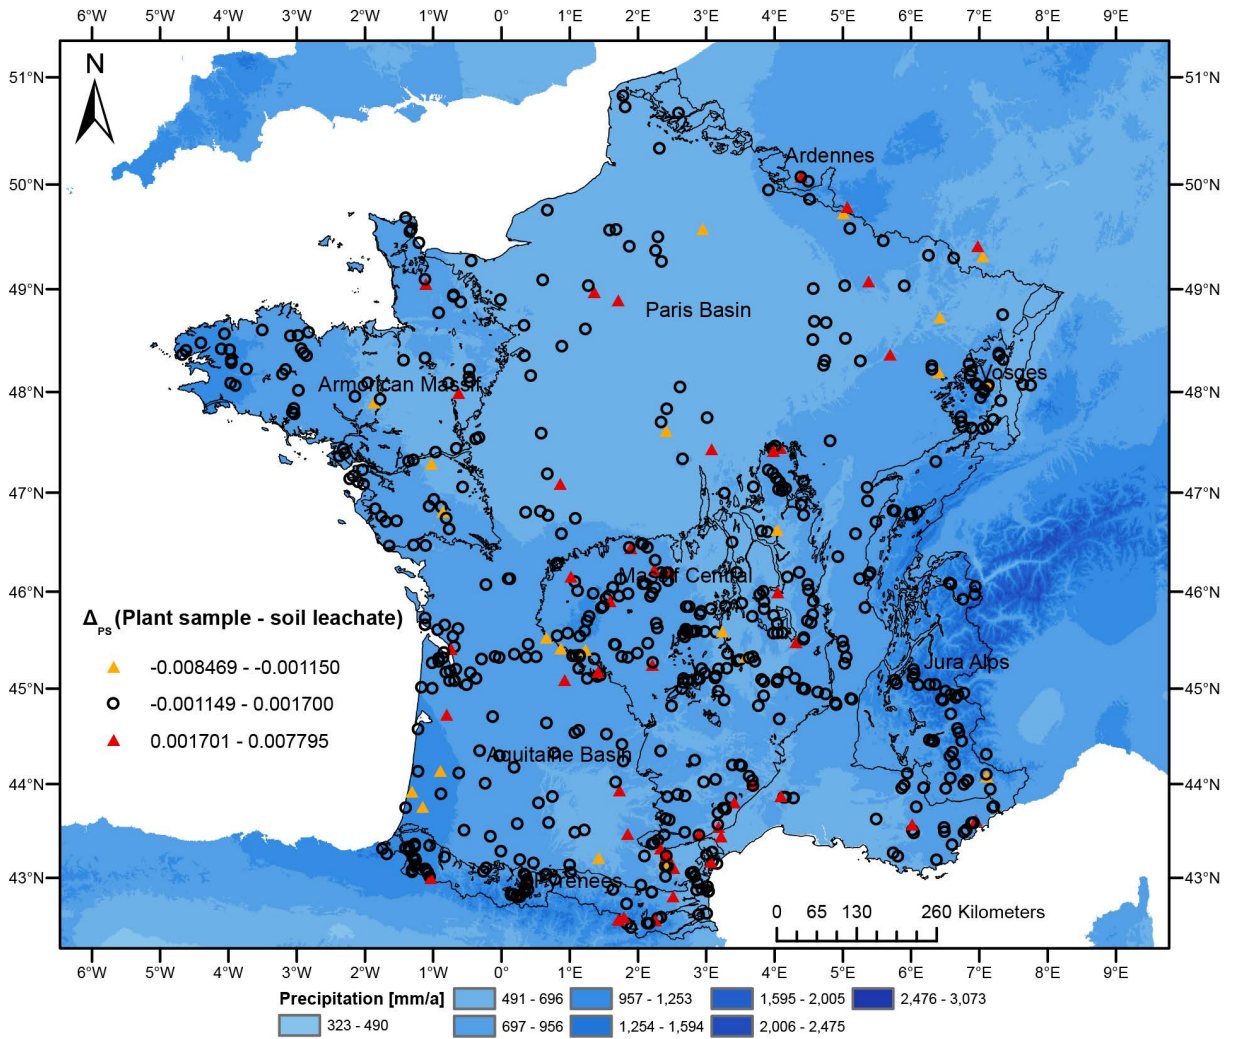 6°W 5°W 4°W 3°W 2°W 1°W 0° 1°E 2°E 3°E 4°E 5°E 6°E 7°E 8°E 9°E
N
51°N 51°N
Ardennes
50°N 50°N
49°N 49°N
Paris Basin
Vosges
Armorican Massif
48°N 48°N
47°N 47°N
Massif Central
46°N 46°N
Δps (Plant sample - soil leachate)
-0.008469 - -0.001150
Jura Alps
45°N 45°N
-0.001149 - 0.001700
0.001701 - 0.007795
Aquitaine Basin
44°N 44°N
43°N 43°N
Pyrenees
0 65 130 260 Kilometers
6°W 5°W 4°W 3°W 2°W 1°W 0° 1°E 2°E 3°E 4°E 5°E 6°E 7°E 8°E 9°E
Precipitation [mm/a] 491 - 696 957 - 1,253 1,595 - 2,005 2,476 - 3,073
323 - 490 697 - 956 1,254 - 1,594 2,006 - 2,475